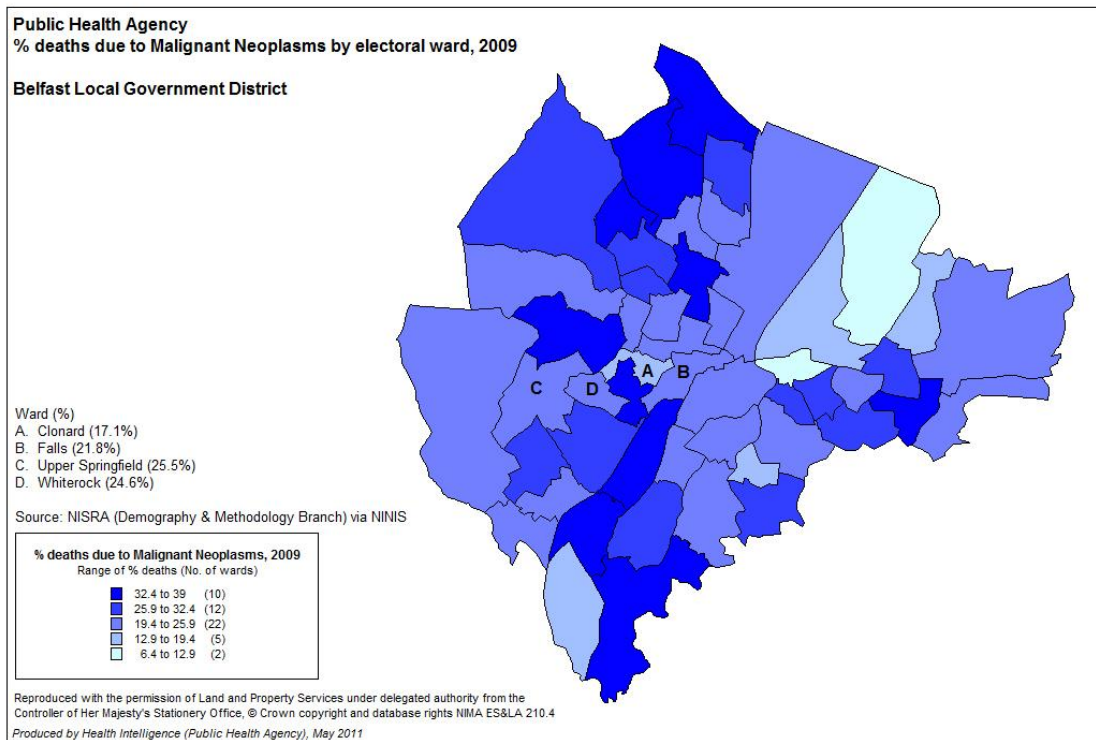 Public Health Agency
% deaths due to Malignant Neoplasms by electoral ward, 2009
Belfast Local Government District
A
B
C
D
Ward (%)
A. Clonard (17.1%)
B. Falls (21.8%)
C. Upper Springfield (25.5%)
D. Whiterock (24.6%)
Source: NISRA (Demography & Methodology Branch) via NINIS
% deaths due to Malignant Neoplasms, 2009
Range of % deaths (No. of wards)
32.4 to 39 (10)
25.9 to 32.4 (12)
19.4 to 25.9 (22)
12.9 to 19.4 (5)
6.4 to 12.9 (2)
Reproduced with the permission of Land and Property Services under delegated authority from the
Controller of Her Majesty's Stationery Office, © Crown copyright and database rights NIMA ES&LA 210.4
Produced by Health Intelligence (Public Health Agency), May 2011